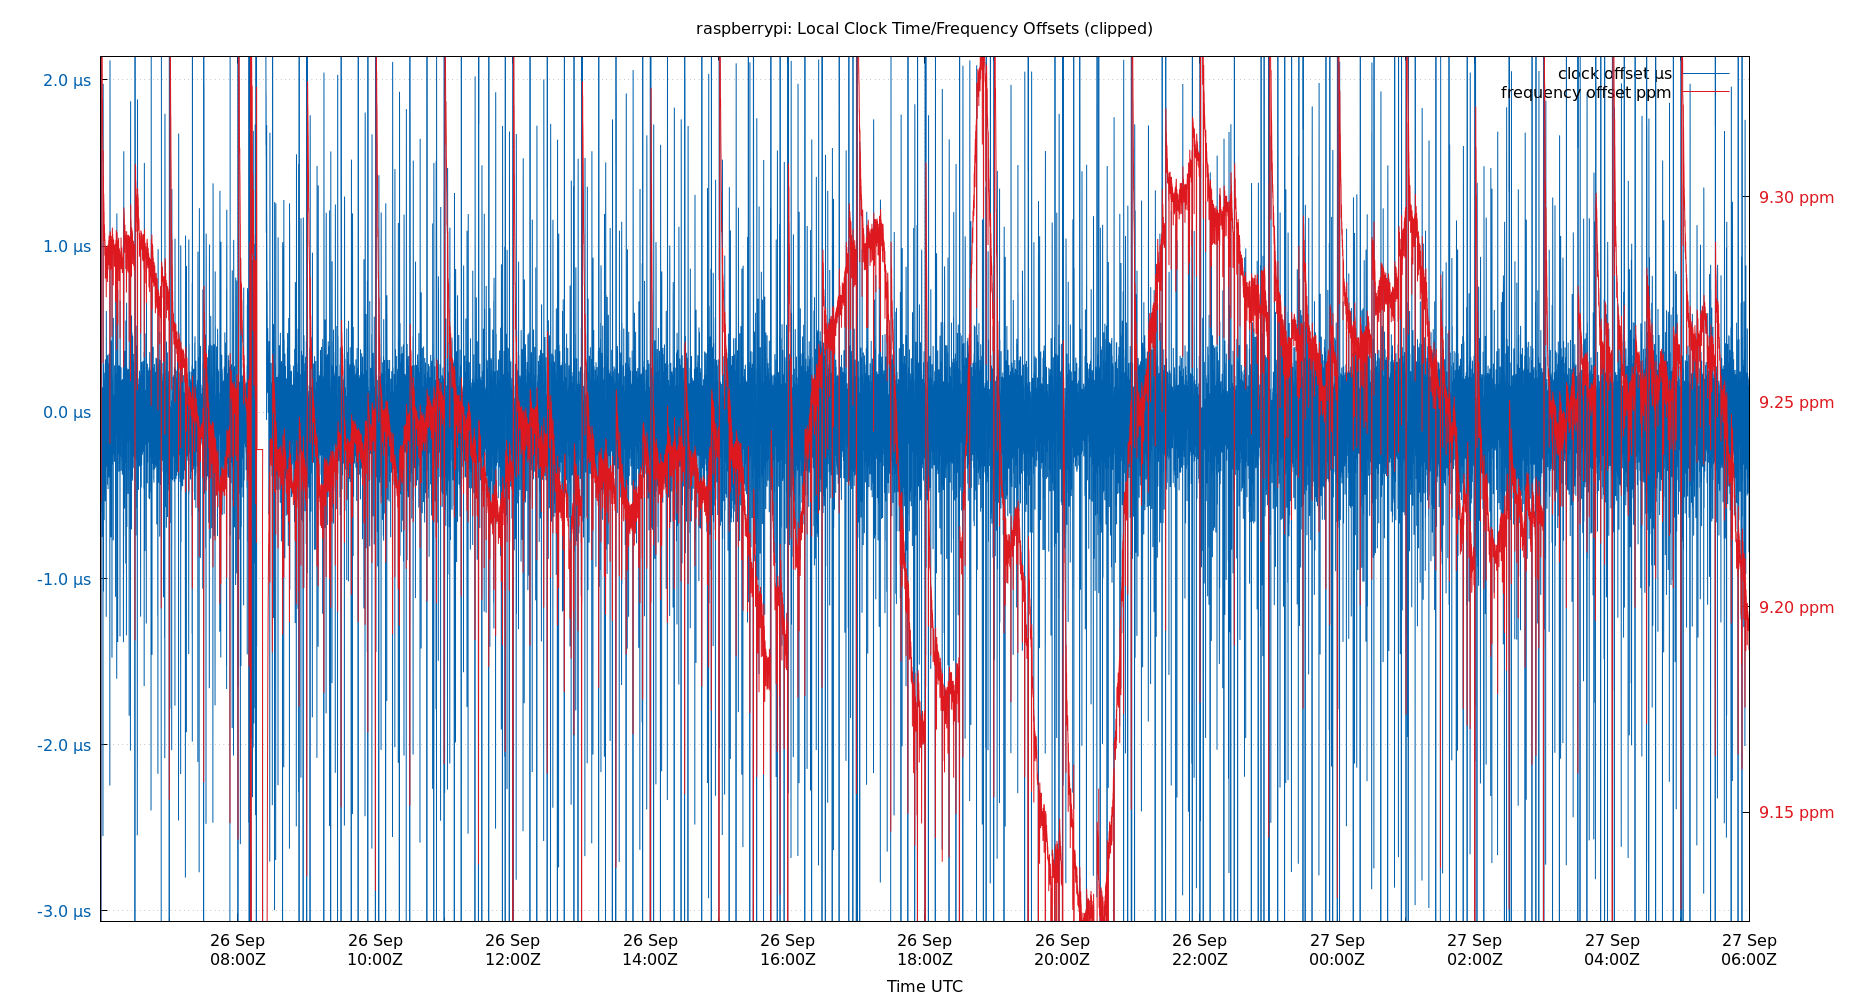 raspberrypi: Local Clock Time/Frequency Offsets (clipped)
clock offset µs
frequency offset ppm
2.0 µs
1.0 µs
0.0 µs
-1.0 µs
-2.0 µs
-3.0 µs
9.30 ppm
9.25 ppm
9.20 ppm
9.15 ppm
26 Sep
08:00Z
26 Sep
10:00Z
26 Sep
12:00Z
26 Sep
14:00Z
26 Sep
16:00Z
26 Sep
18:00Z
26 Sep
20:00Z
26 Sep
22:00Z
27 Sep
00:00Z
27 Sep
02:00Z
27 Sep
04:00Z
27 Sep
06:00Z
Time UTC